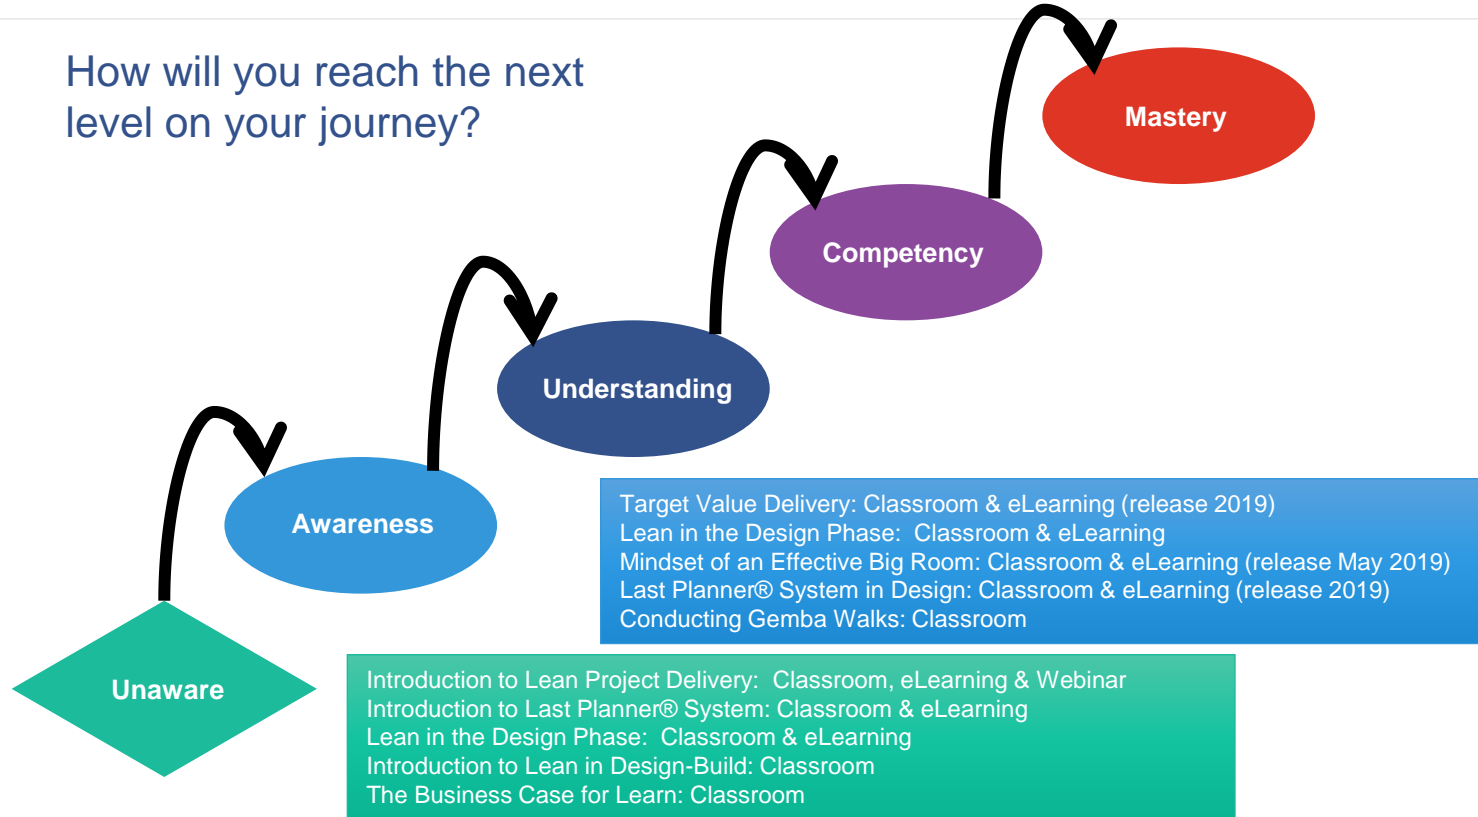 How will you reach the next
level on your journey?
Mastery
Competency
Understanding
Awareness
Unaware
Target Value Delivery: Classroom & eLearning (release 2019)
Lean in the Design Phase:  Classroom & eLearning
Mindset of an Effective Big Room: Classroom & eLearning (release May 2019)
Last Planner® System in Design: Classroom & eLearning (release 2019)
Conducting Gemba Walks: Classroom
Introduction to Lean Project Delivery:  Classroom, eLearning & Webinar
Introduction to Last Planner® System: Classroom & eLearning
Lean in the Design Phase:  Classroom & eLearning
Introduction to Lean in Design-Build: Classroom
The Business Case for Learn: Classroom